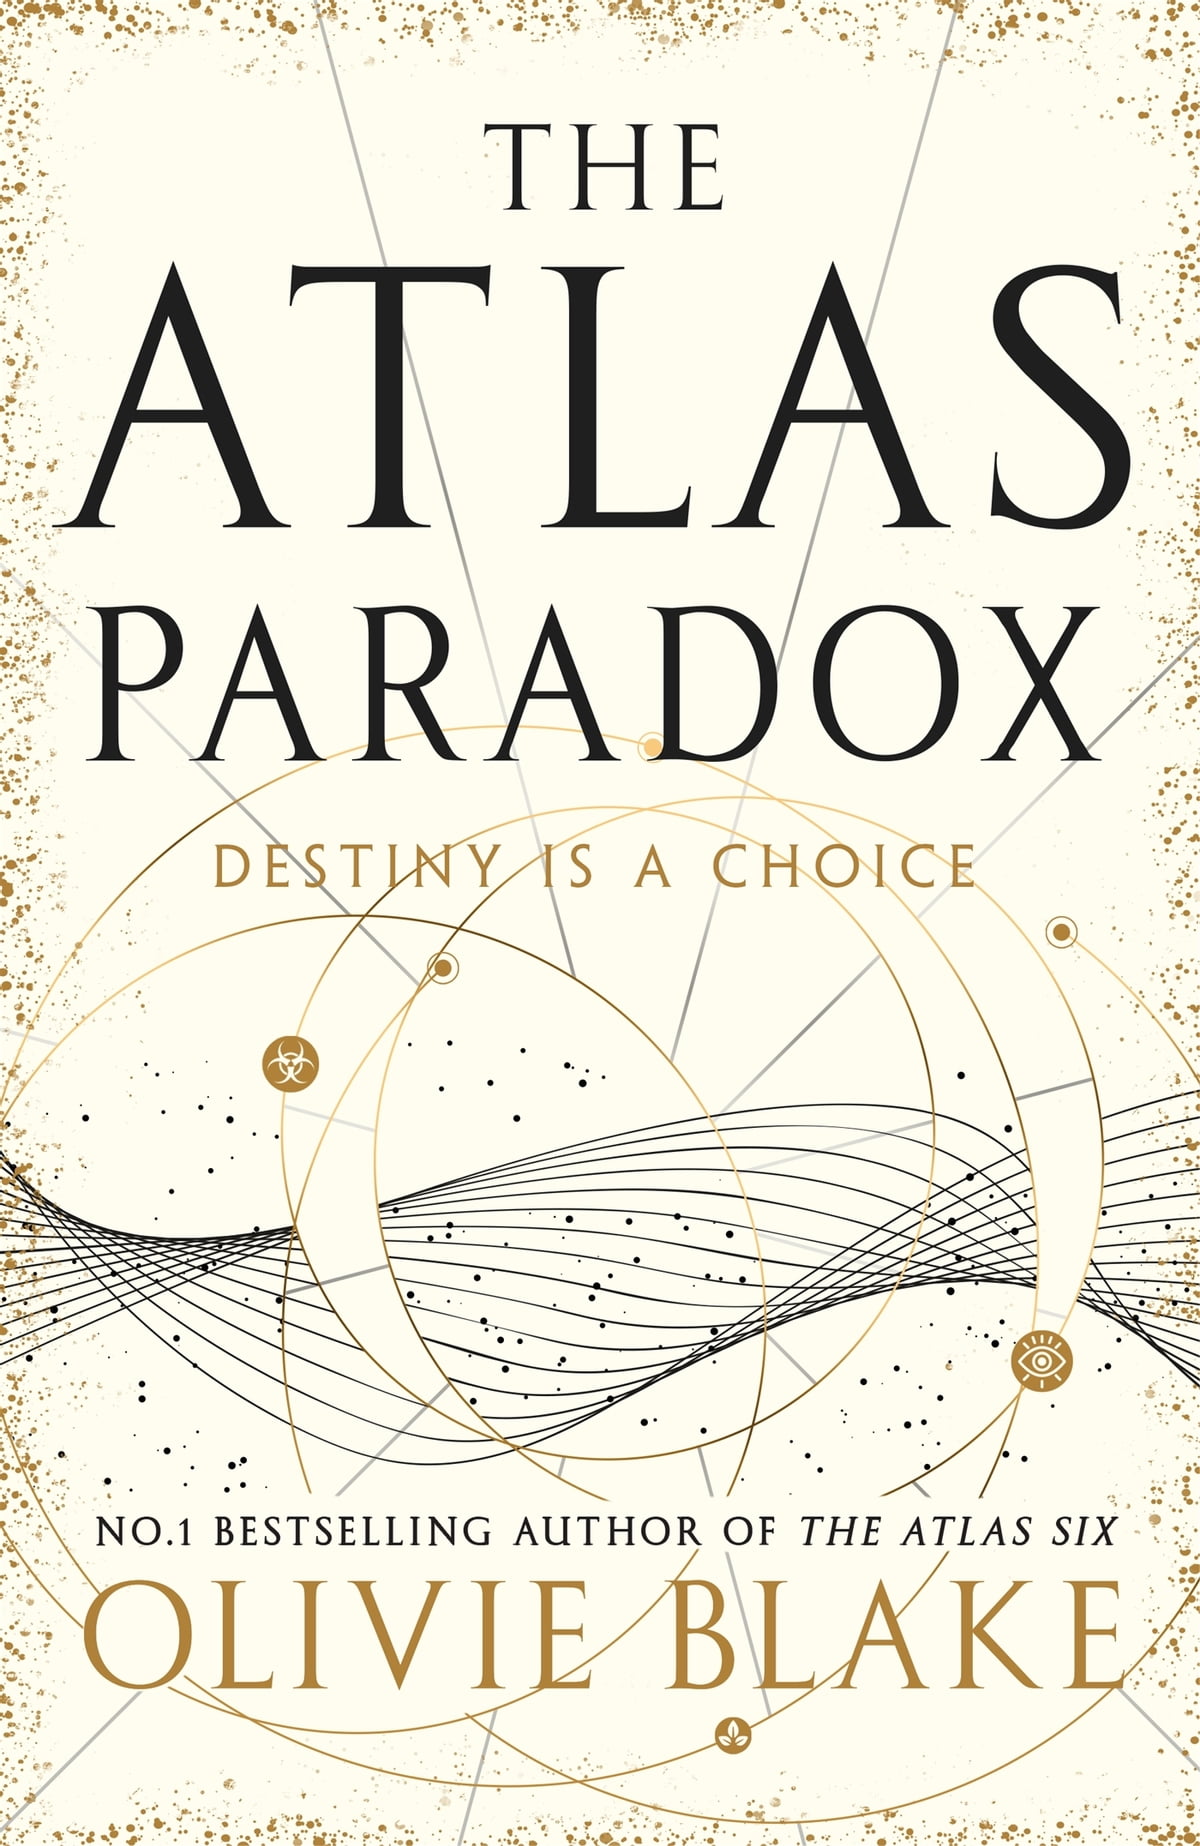 THE
ATLAS
PARADOX
DESTINY IS A CHOICE
NO.1 BESTSELLING AUTHOR OF THE ATLAS SIX
OLIVIE BLAKE